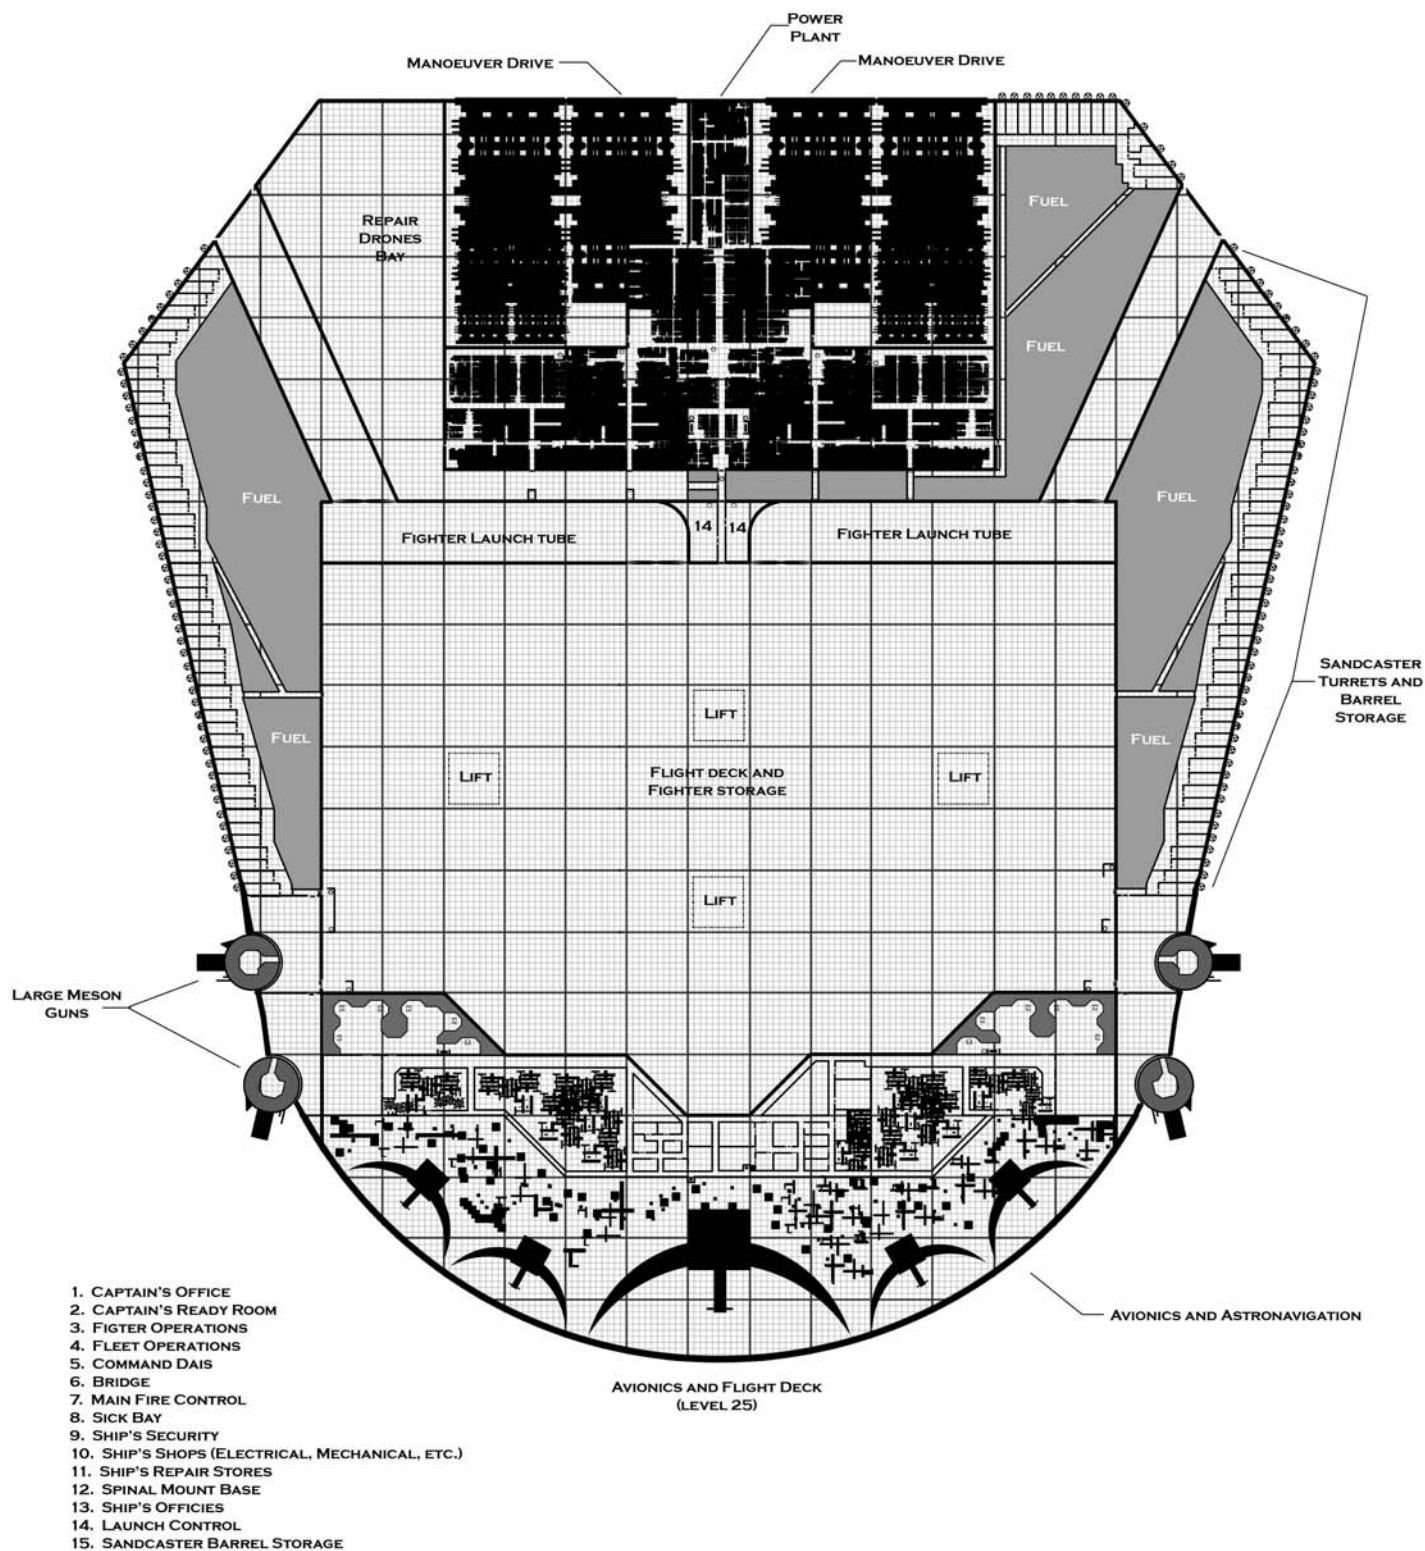 Power
Plant
Manoeuver Drive
Manoeuver Drive
Repair
Drones
Bay
Fuel
Fuel
Fuel
Fuel
14
14
Fighter Launch tube
Fighter Launch tube
Sandcaster
Turrets and
Barrel
Storage
Lift
Fuel
Fuel
Lift
Flight deck and
Fighter storage
Lift
Lift
Large Meson
Guns
Avionics and Astronavigation
Avionics and Flight Deck
(level 25)
1. Captain's Office
2. Captain's Ready Room
3. Figter Operations
4. Fleet Operations
5. Command Dais
6. Bridge
7. Main Fire Control
8. Sick Bay
9. Ship's Security
10. Ship's Shops (Electrical, Mechanical, etc.)
11. Ship's Repair Stores
12. Spinal Mount Base
13. Ship's Officies
14. Launch Control
15. Sandcaster Barrel Storage